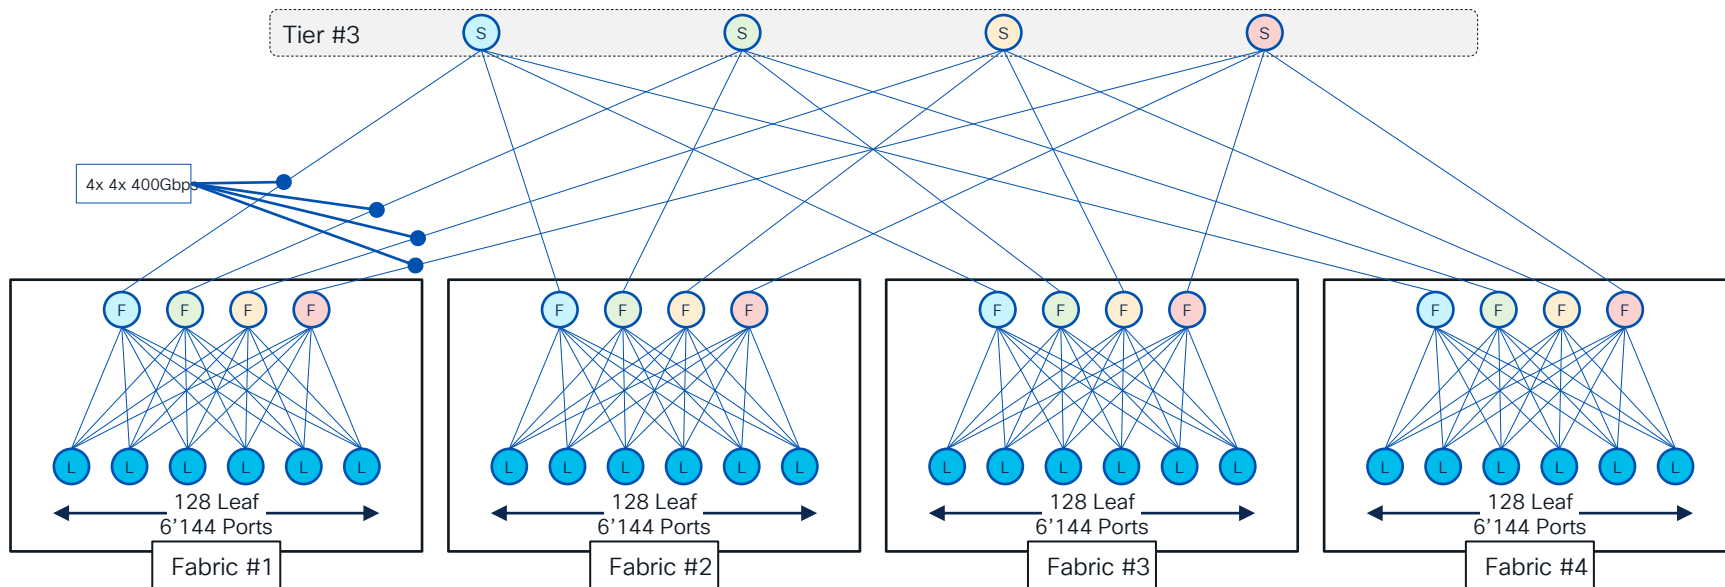 Tier #3
S S S S
4x 4x 400Gbps
F F F F
F F F F
F F F F
F F F F
L L L L L L
L L L L L L
L L L L L L
L L L L L L
128 Leaf
6’144 Ports
128 Leaf
6’144 Ports
128 Leaf
6’144 Ports
128 Leaf
6’144 Ports
Fabric #1
Fabric #2
Fabric #3
Fabric #4